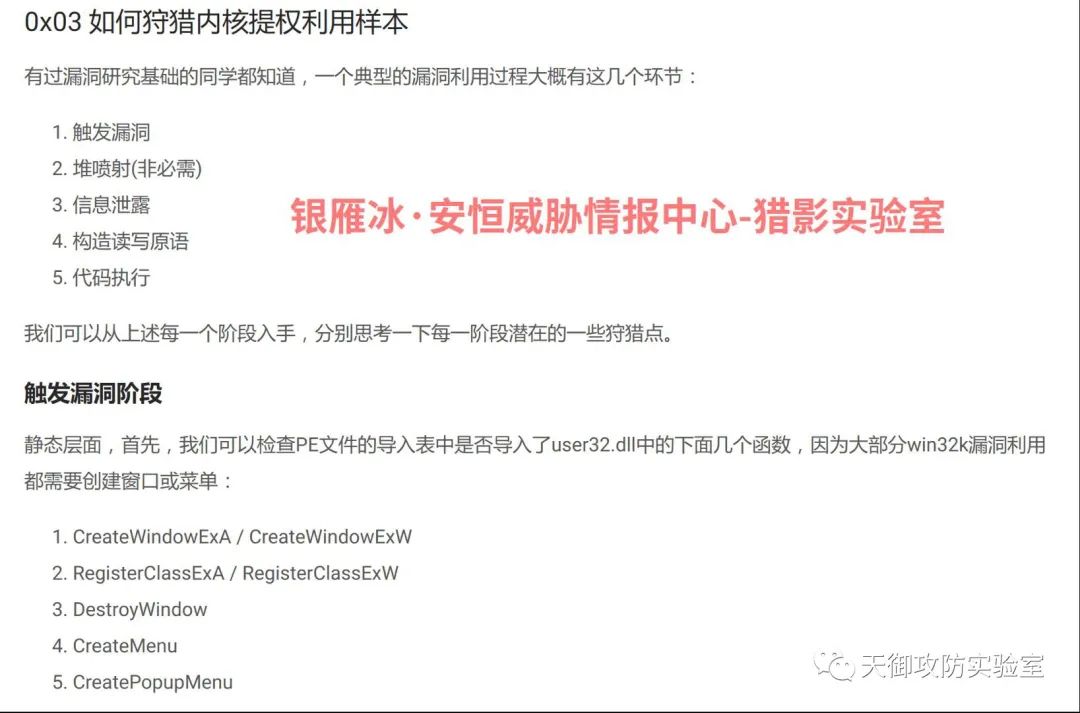 0x03 如何狩猎内核提权利用样本
有过漏洞研究基础的同学都知道，一个典型的漏洞利用过程大概有这几个环节：
1. 触发漏洞
2. 堆喷射(非必需)
3. 信息泄露
4. 构造读写原语
5. 代码执行
银雁冰·安恒威胁情报中心-猎影实验室
我们可以从上述每一个阶段入手，分别思考一下每一阶段潜在的一些狩猎点。
触发漏洞阶段
静态层面，首先，我们可以检查PE文件的导入表中是否导入了user32.dll中的下面几个函数，因为大部分win32k漏洞利用
都需要创建窗口或菜单：
1. CreateWindowExA / CreateWindowExW
2. RegisterClassExA / RegisterClassExW
3. DestroyWindow
4. CreateMenu
5. CreatePopupMenu
天御攻防实验室